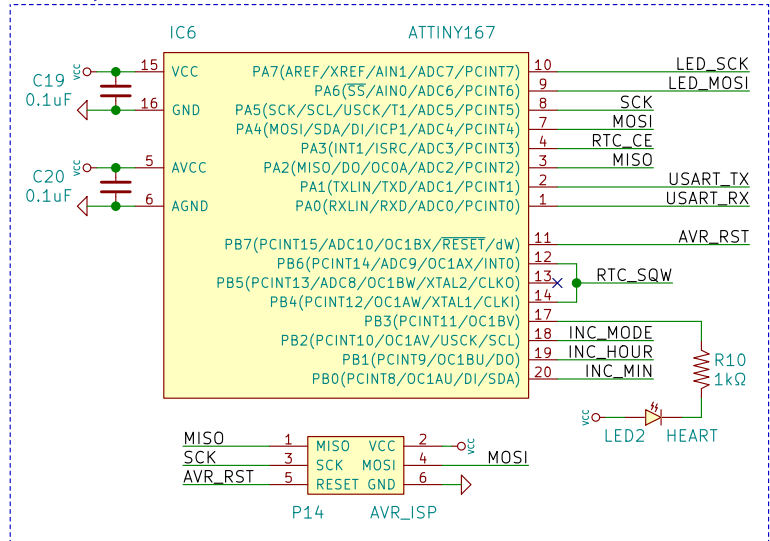 IC6 ATTINY167
VCC 15 VCC PA7(AREF/XREF/AIN1/ADC7/PCINT7) 10 LED_SCK
C19 0.1uF PA6(SS/AIN0/ADC6/PCINT6) 9 LED_MOSI
16 GND PA5(SCK/SCL/USCK/T1/ADC5/PCINT5) 8 SCK
PA4(MOSI/SDA/DI/ICP1/ADC4/PCINT4) 7 MOSI
PA3(INT1/ISRC/ADC3/PCINT3) 4 RTC_CE
VCC 5 AVCC PA2(MISO/DO/OC0A/ADC2/PCINT2) 3 MISO
C20 0.1uF PA1(TXLIN/TXD/ADC1/PCINT1) 2 USART_TX
6 AGND PA0(RXLIN/RXD/ADC0/PCINT0) 1 USART_RX
PB7(PCINT15/ADC10/OC1BX/RESET/dW) 11 AVR_RST
PB6(PCINT14/ADC9/OC1AX/INT0) 12
PB5(PCINT13/ADC8/OC1BW/XTAL2/CLKO) 13 RTC_SQW
PB4(PCINT12/OC1AW/XTAL1/CLKI) 14
PB3(PCINT11/OC1BV) 17
PB2(PCINT10/OC1AV/USCK/SCL) 18 INC_MODE
PB1(PCINT9/OC1BU/DO) 19 INC_HOUR
PB0(PCINT8/OC1AU/DI/SDA) 20 INC_MIN
R10
1kΩ
VCC
LED2 HEART
MISO 1 MISO VCC 2 VCC
SCK 3 SCK MOSI 4 MOSI
AVR_RST 5 RESET GND 6
P14 AVR_ISP